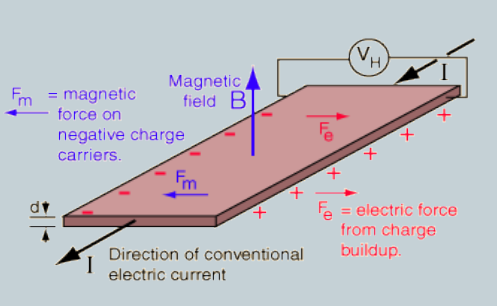 V_H
I
Magnetic
field B
F_m = magnetic
force on
negative charge
carriers.
- - - - - -
F_e
+ + + + + +
F_m
F_e = electric force
from charge
buildup.
d
I
Direction of conventional
electric current